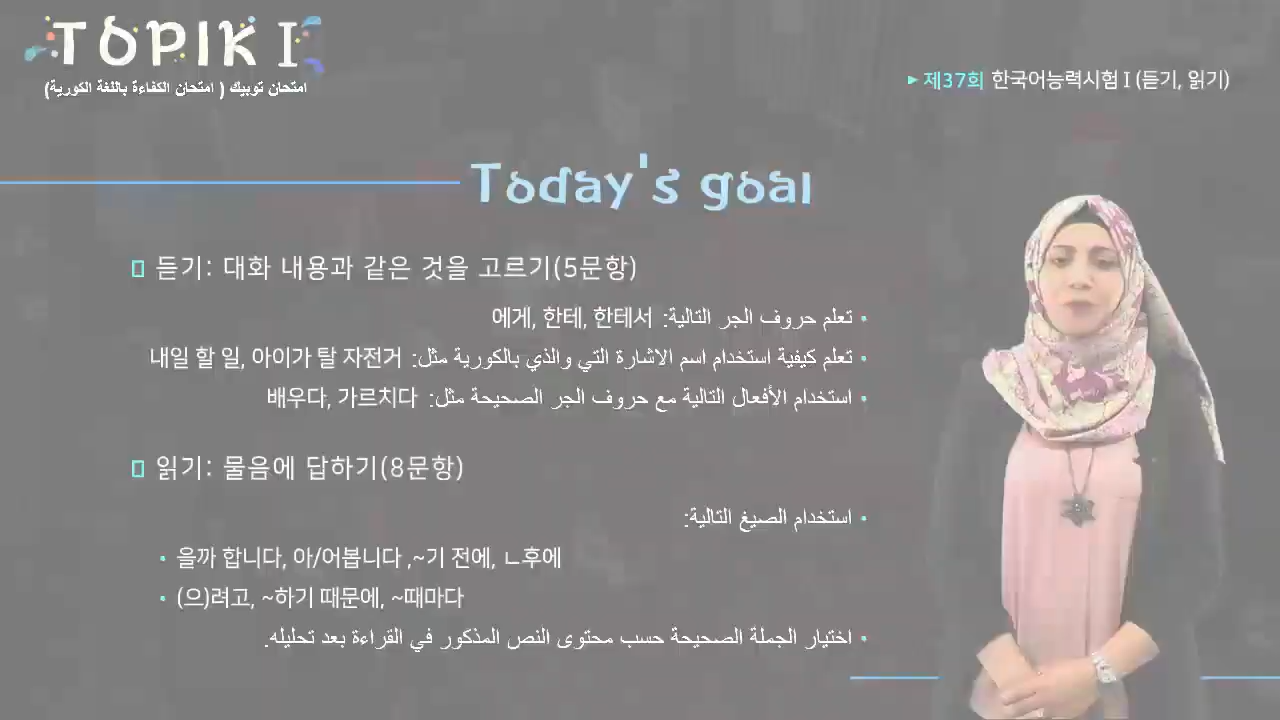 TOPIK I
امتحان توبيك ( امتحان الكفاءة باللغة الكورية)
▸ 제37회 한국어능력시험 I (듣기, 읽기)
Today's goal
듣기: 대화 내용과 같은 것을 고르기(5문항)
• تعلم حروف الجر التالية: 에게, 한테, 한테서
• تعلم كيفية استخدام اسم الاشارة التي والذي بالكورية مثل: 내일 할 일, 아이가 탈 자전거
• استخدام الأفعال التالية مع حروف الجر الصحيحة مثل: 배우다, 가르치다
읽기: 물음에 답하기(8문항)
• استخدام الصيغ التالية:
• 을까 합니다, 아/어봅니다 ,~기 전에, ㄴ후에
• (으)려고, ~하기 때문에, ~때마다
• اختيار الجملة الصحيحة حسب محتوى النص المذكور في القراءة بعد تحليله.